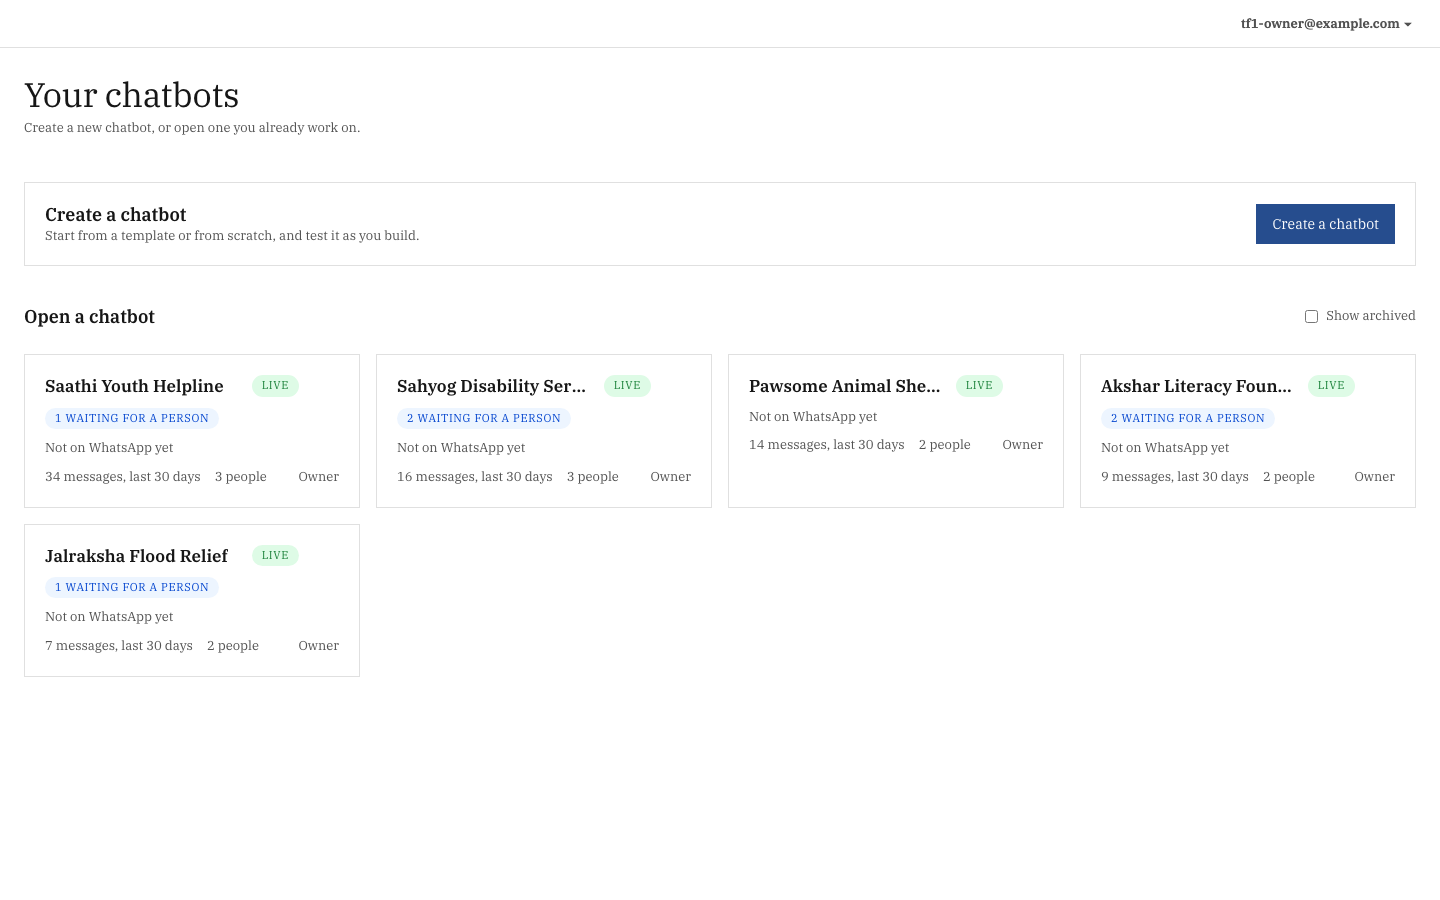 tf1-owner@example.com
Your chatbots
Create a new chatbot, or open one you already work on.
Create a chatbot
Start from a template or from scratch, and test it as you build.
Create a chatbot
Open a chatbot
Show archived
Saathi Youth Helpline LIVE
1 WAITING FOR A PERSON
Not on WhatsApp yet
34 messages, last 30 days 3 people Owner
Sahyog Disability Ser... LIVE
2 WAITING FOR A PERSON
Not on WhatsApp yet
16 messages, last 30 days 3 people Owner
Pawsome Animal She... LIVE
Not on WhatsApp yet
14 messages, last 30 days 2 people Owner
Akshar Literacy Foun... LIVE
2 WAITING FOR A PERSON
Not on WhatsApp yet
9 messages, last 30 days 2 people Owner
Jalraksha Flood Relief LIVE
1 WAITING FOR A PERSON
Not on WhatsApp yet
7 messages, last 30 days 2 people Owner